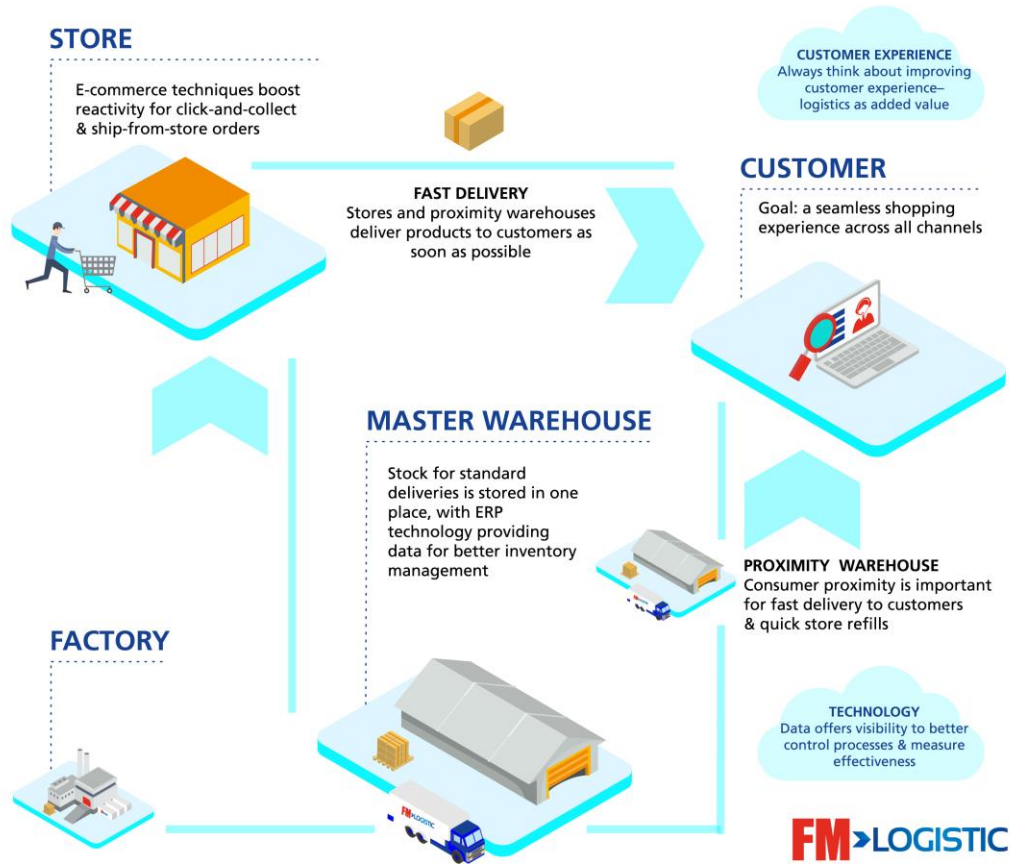 STORE
E-commerce techniques boost
reactivity for click-and-collect
& ship-from-store orders
CUSTOMER EXPERIENCE
Always think about improving
customer experience–
logistics as added value
FAST DELIVERY
Stores and proximity warehouses
deliver products to customers as
soon as possible
CUSTOMER
Goal: a seamless shopping
experience across all channels
MASTER WAREHOUSE
Stock for standard
deliveries is stored in one
place, with ERP
technology providing
data for better inventory
management
PROXIMITY WAREHOUSE
Consumer proximity is important
for fast delivery to customers
& quick store refills
FACTORY
TECHNOLOGY
Data offers visibility to better
control processes & measure
effectiveness
FM LOGISTIC
FM LOGISTIC
FM LOGISTIC